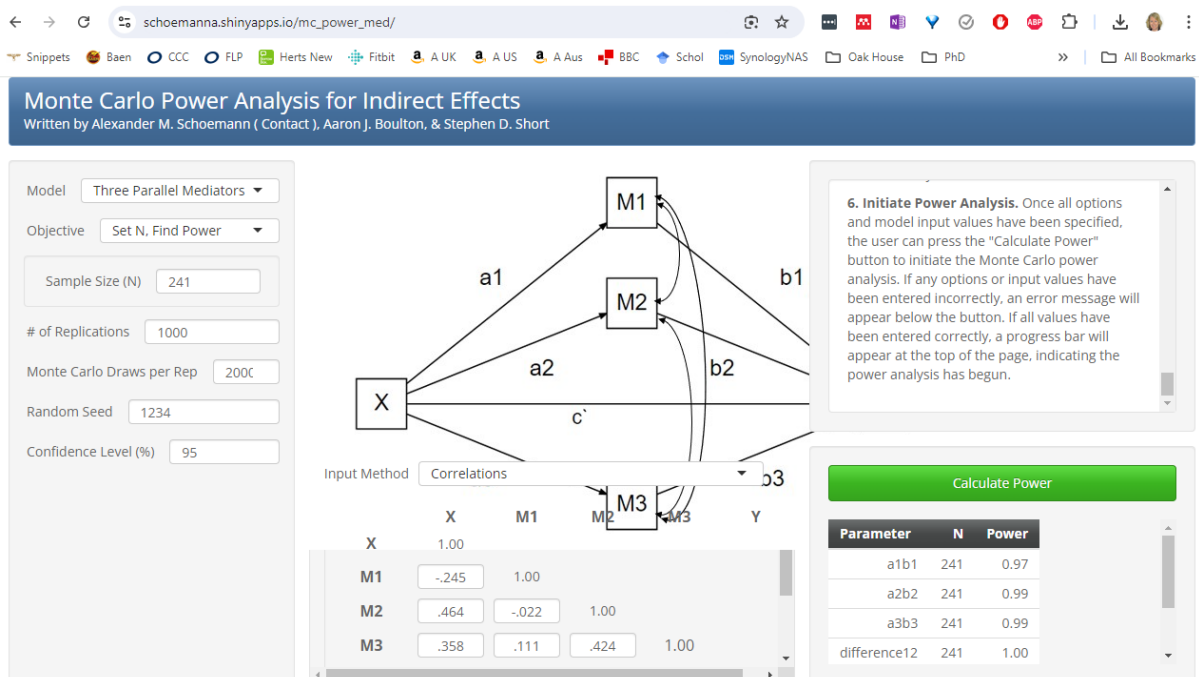 schoemanna.shinyapps.io/mc_power_med/
ABP
Snippets Baen CCC FLP Herts New Fitbit A UK A US A Aus BBC Schol DSM SynologyNAS Oak House PhD » All Bookmarks
Monte Carlo Power Analysis for Indirect Effects
Written by Alexander M. Schoemann ( Contact ), Aaron J. Boulton, & Stephen D. Short
Model Three Parallel Mediators
Objective Set N, Find Power
Sample Size (N) 241
# of Replications 1000
Monte Carlo Draws per Rep 2000
Random Seed 1234
Confidence Level (%) 95
M1
a1
b1
M2
a2
b2
X
c`
b3
M3
Input Method Correlations
X M1 M2 M3 Y
X 1.00
M1 -.245 1.00
M2 .464 -.022 1.00
M3 .358 .111 .424 1.00
6. Initiate Power Analysis. Once all options
and model input values have been specified,
the user can press the "Calculate Power"
button to initiate the Monte Carlo power
analysis. If any options or input values have
been entered incorrectly, an error message will
appear below the button. If all values have
been entered correctly, a progress bar will
appear at the top of the page, indicating the
power analysis has begun.
Calculate Power
Parameter N Power
a1b1 241 0.97
a2b2 241 0.99
a3b3 241 0.99
difference12 241 1.00